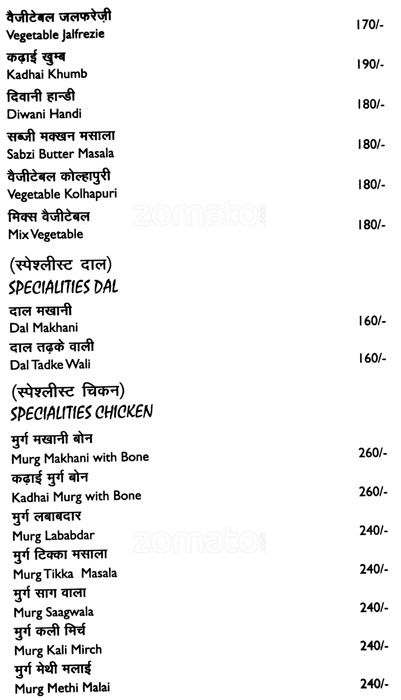 वैजीटेबल जलफरेज़ी
Vegetable Jalfrezie 170/-
कढ़ाई खुम्ब
Kadhai Khumb 190/-
दिवानी हान्डी
Diwani Handi 180/-
सब्जी मक्खन मसाला
Sabzi Butter Masala 180/-
वैजीटेबल कोल्हापुरी
Vegetable Kolhapuri 180/-
मिक्स वैजीटेबल
Mix Vegetable 180/-
zomato.com
(स्पेश्लीस्ट दाल)
SPECIALITIES DAL
दाल मखानी
Dal Makhani 160/-
दाल तढ़के वाली
Dal Tadke Wali 160/-
(स्पेश्लीस्ट चिकन)
SPECIALITIES CHICKEN
मुर्ग मखानी बोन
Murg Makhani with Bone 260/-
कढ़ाई मुर्ग बोन
Kadhai Murg with Bone 260/-
मुर्ग लबाबदार
Murg Lababdar 240/-
zomato.com
मुर्ग टिक्का मसाला
Murg Tikka Masala 240/-
मुर्ग साग वाला
Murg Saagwala 240/-
मुर्ग कली मिर्च
Murg Kali Mirch 240/-
मुर्ग मेथी मलाई
Murg Methi Malai 240/-